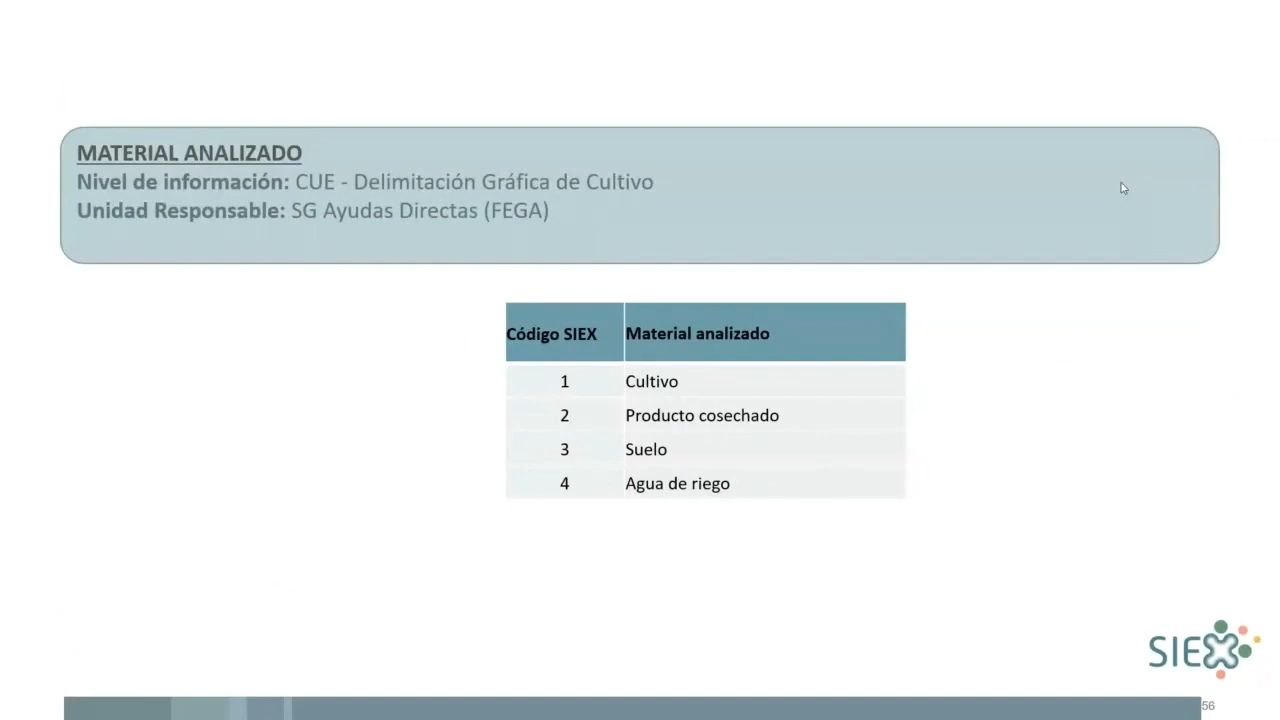 MATERIAL ANALIZADO
Nivel de información: CUE - Delimitación Gráfica de Cultivo
Unidad Responsable: SG Ayudas Directas (FEGA)
Código SIEX Material analizado
1 Cultivo
2 Producto cosechado
3 Suelo
4 Agua de riego
SIEX
56